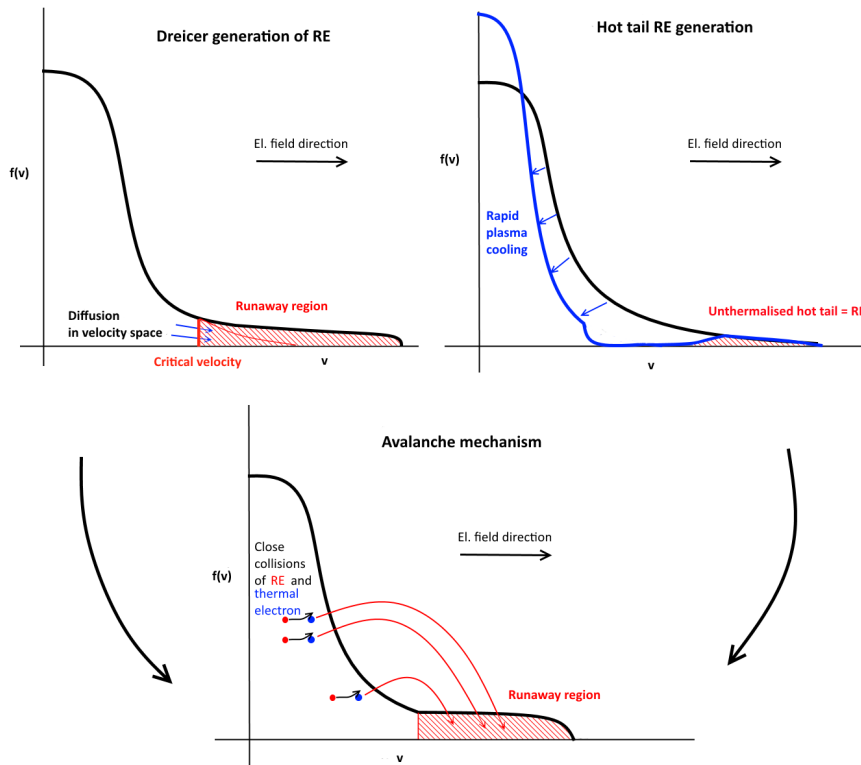 Dreicer generation of RE
El. field direction
f(v)
Diffusion
in velocity space
Runaway region
Critical velocity
v
Hot tail RE generation
El. field direction
f(v)
Rapid
plasma
cooling
Unthermalised hot tail = RE
v
Avalanche mechanism
El. field direction
f(v)
Close
collisions
of RE and
thermal
electron
Runaway region
v